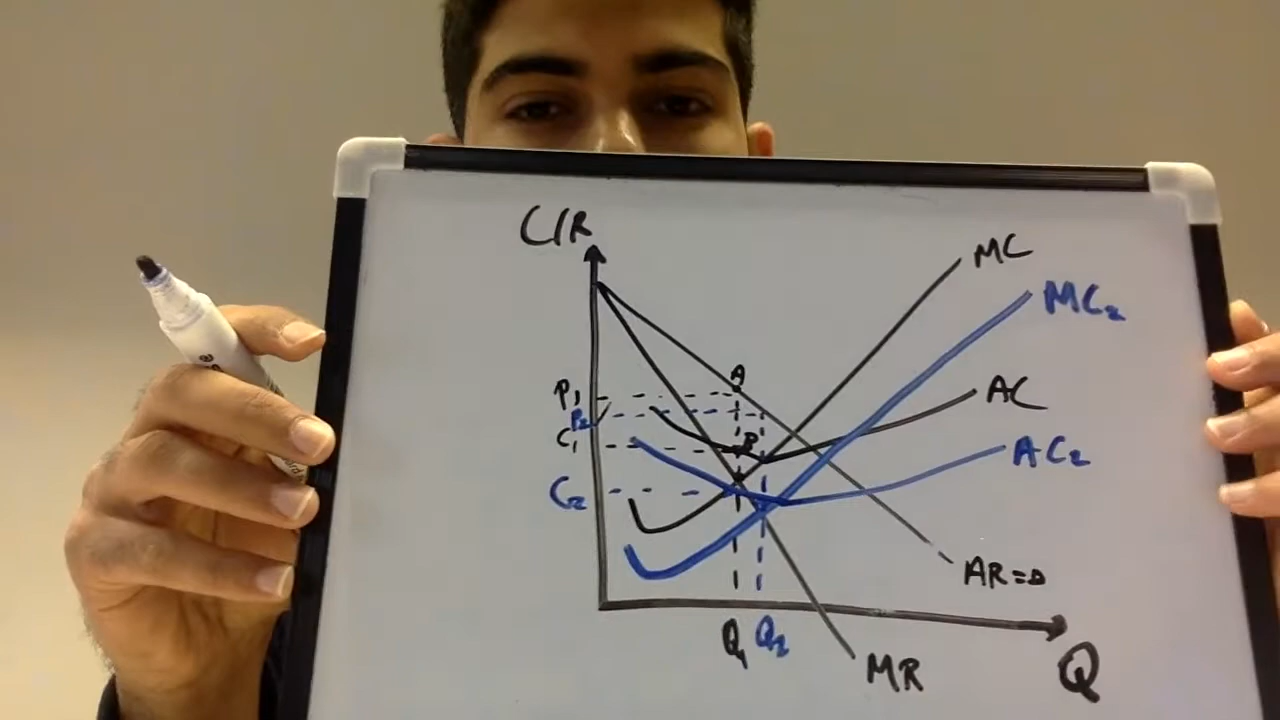 C/R
MC
MC₂
A
P₁
P₂
AC
C₁
B
AC₂
C₂
AR=D
Q₁
Q₂
MR
Q